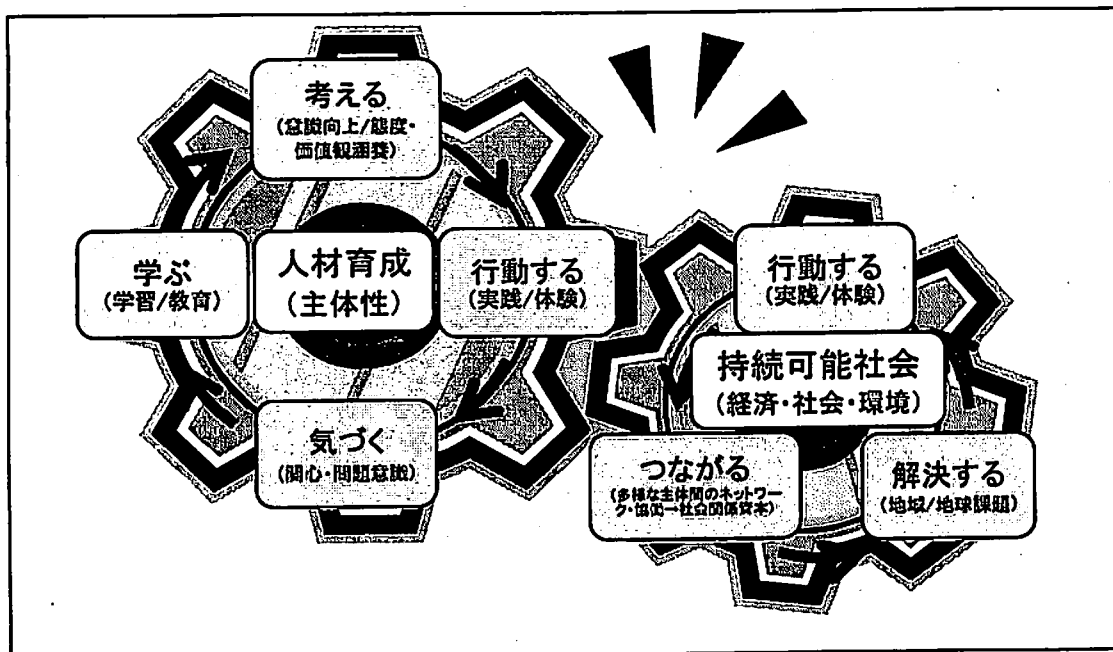 考える
(意識向上/態度・
価値観涵養)
学ぶ
(学習/教育)
人材育成
(主体性)
行動する
(実践/体験)
気づく
(関心・問題意識)
行動する
(実践/体験)
持続可能社会
(経済・社会・環境)
つながる
(多様な主体間のネットワー
ク・協働→社会関係資本)
解決する
(地域/地球課題)